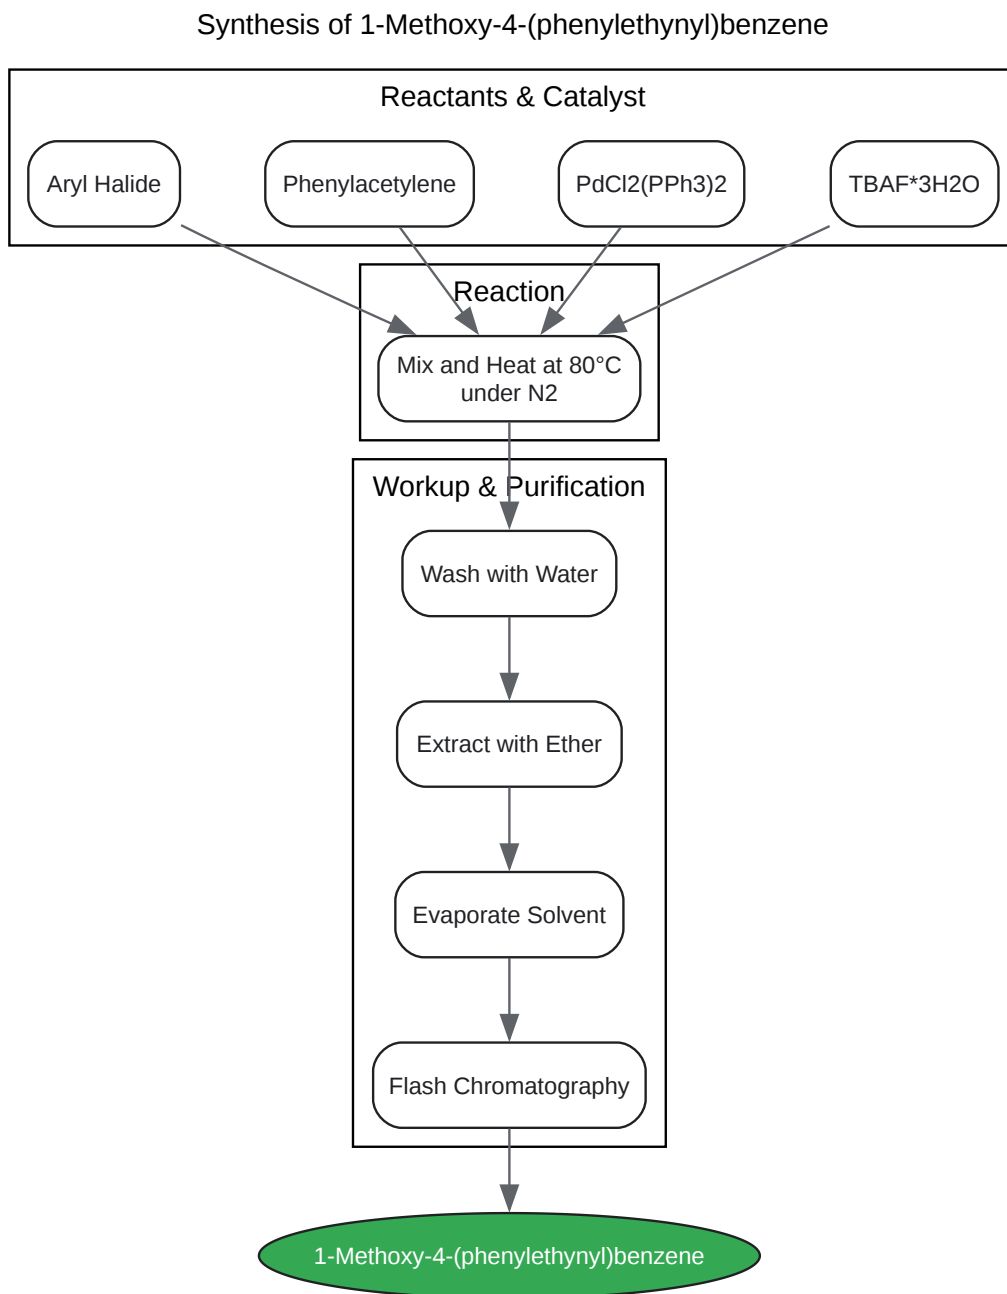 Synthesis of 1-Methoxy-4-(phenylethynyl)benzene
Reactants & Catalyst
Aryl Halide
Phenylacetylene
PdCl2(PPh3)2
TBAF*3H2O
Reaction
Mix and Heat at 80°C
under N2
Workup & Purification
Wash with Water
Extract with Ether
Evaporate Solvent
Flash Chromatography
1-Methoxy-4-(phenylethynyl)benzene